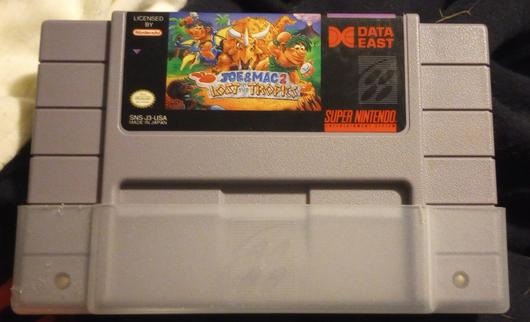 LICENSED
BY
Nintendo
DATA
EAST
JOE & MAC 2
LOST IN THE TROPICS
SNS-J3-USA
MADE IN JAPAN
SUPER NINTENDO
ENTERTAINMENT SYSTEM